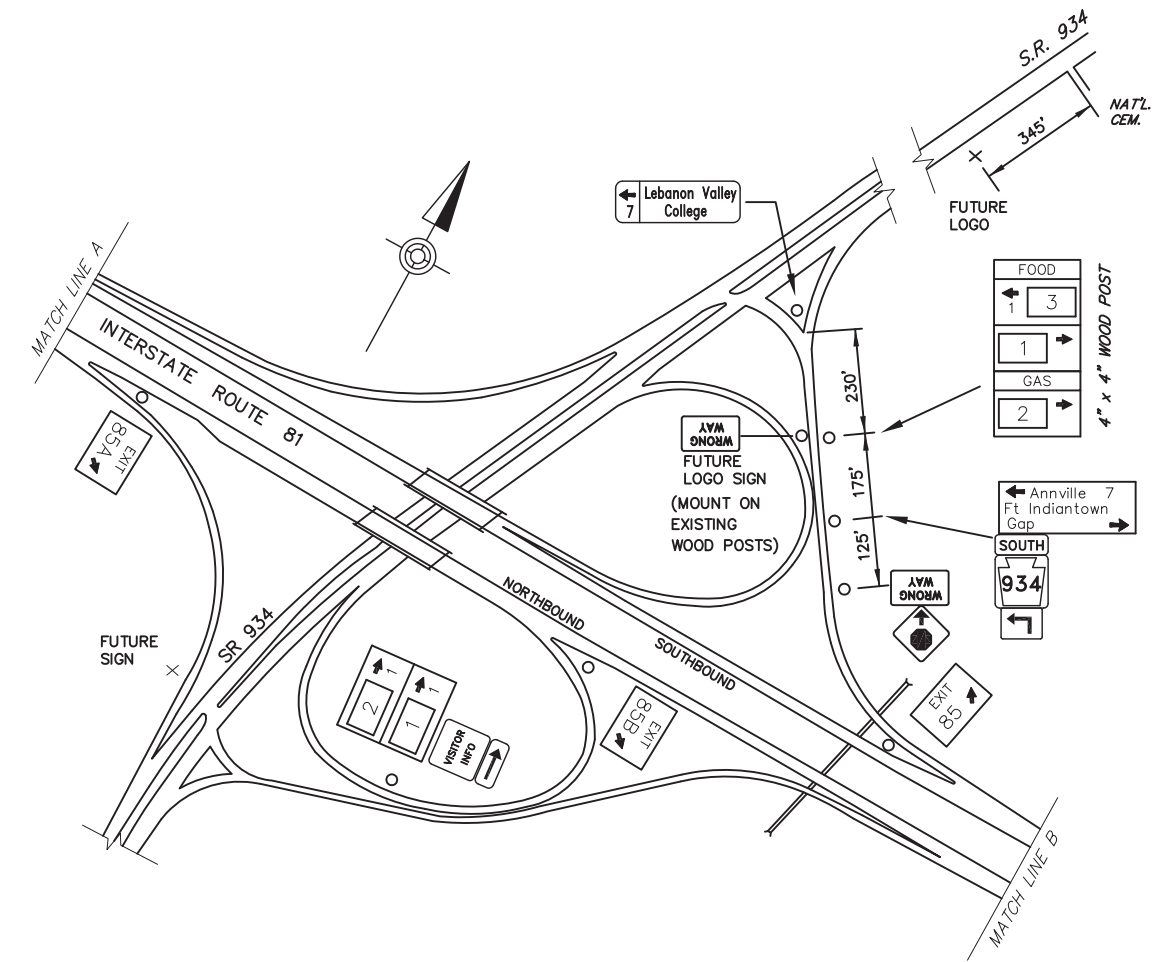 S.R. 934
NAT'L.
CEM.
345'
FUTURE
LOGO
← Lebanon Valley
7 College
MATCH LINE A
INTERSTATE ROUTE 81
FOOD
← 1 3
1 →
GAS
2 →
4" x 4" WOOD POST
230'
175'
125'
WRONG
WAY
FUTURE
LOGO SIGN
(MOUNT ON
EXISTING
WOOD POSTS)
EXIT
85A
← Annville 7
Ft Indiantown
Gap →
SOUTH
934
WRONG
WAY
NORTHBOUND
SOUTHBOUND
SR 934
FUTURE
SIGN
2 1
1 1
VISITOR
INFO
EXIT
85B
EXIT
85
MATCH LINE B